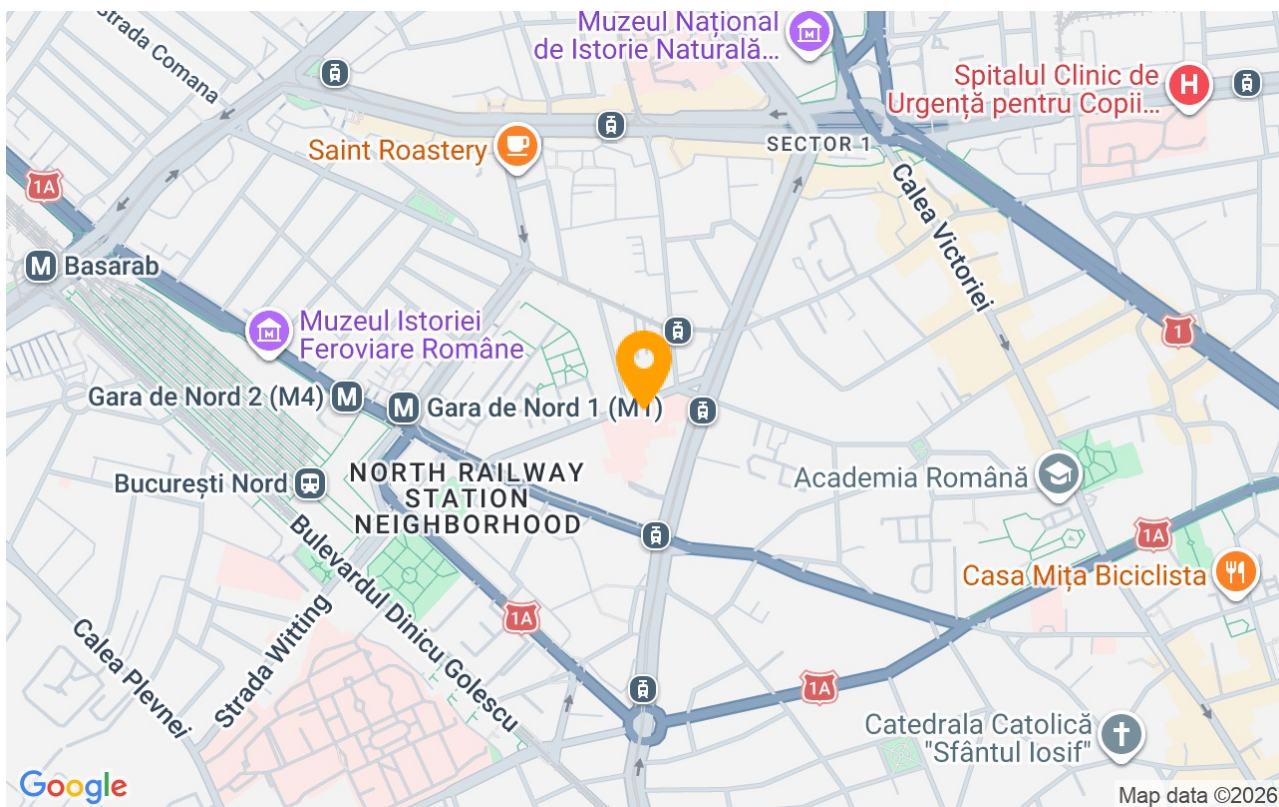 Strada Comana
Muzeul Național
de Istorie Naturală...
Spitalul Clinic de
Urgență pentru Copii...
H
Saint Roastery
SECTOR 1
1A
Calea Victoriei
M Basarab
Muzeul Istoriei
Feroviare Române
1
Gara de Nord 2 (M4) M
M Gara de Nord 1 (M1)
București Nord
NORTH RAILWAY
STATION
NEIGHBORHOOD
Academia Română
1A
Bulevardul Dinicu Golescu
Casa Mița Biciclista
1A
Strada Witting
Calea Plevnei
1A
Catedrala Catolică
"Sfântul Iosif"
Google
Map data ©2026